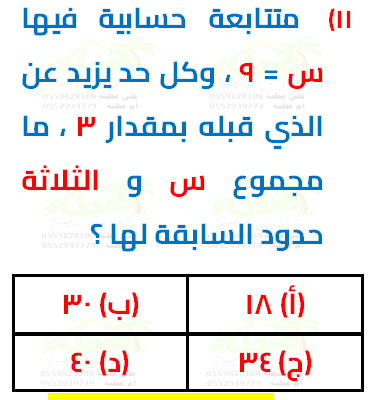 ١١) متتابعة حسابية فيها
س = ٩ ، وكل حد يزيد عن
الذي قبله بمقدار ٣ ، ما
مجموع س و الثلاثة
حدود السابقة لها ؟
(أ) ١٨ (ب) ٣٠
(ج) ٣٤ (د) ٤٠